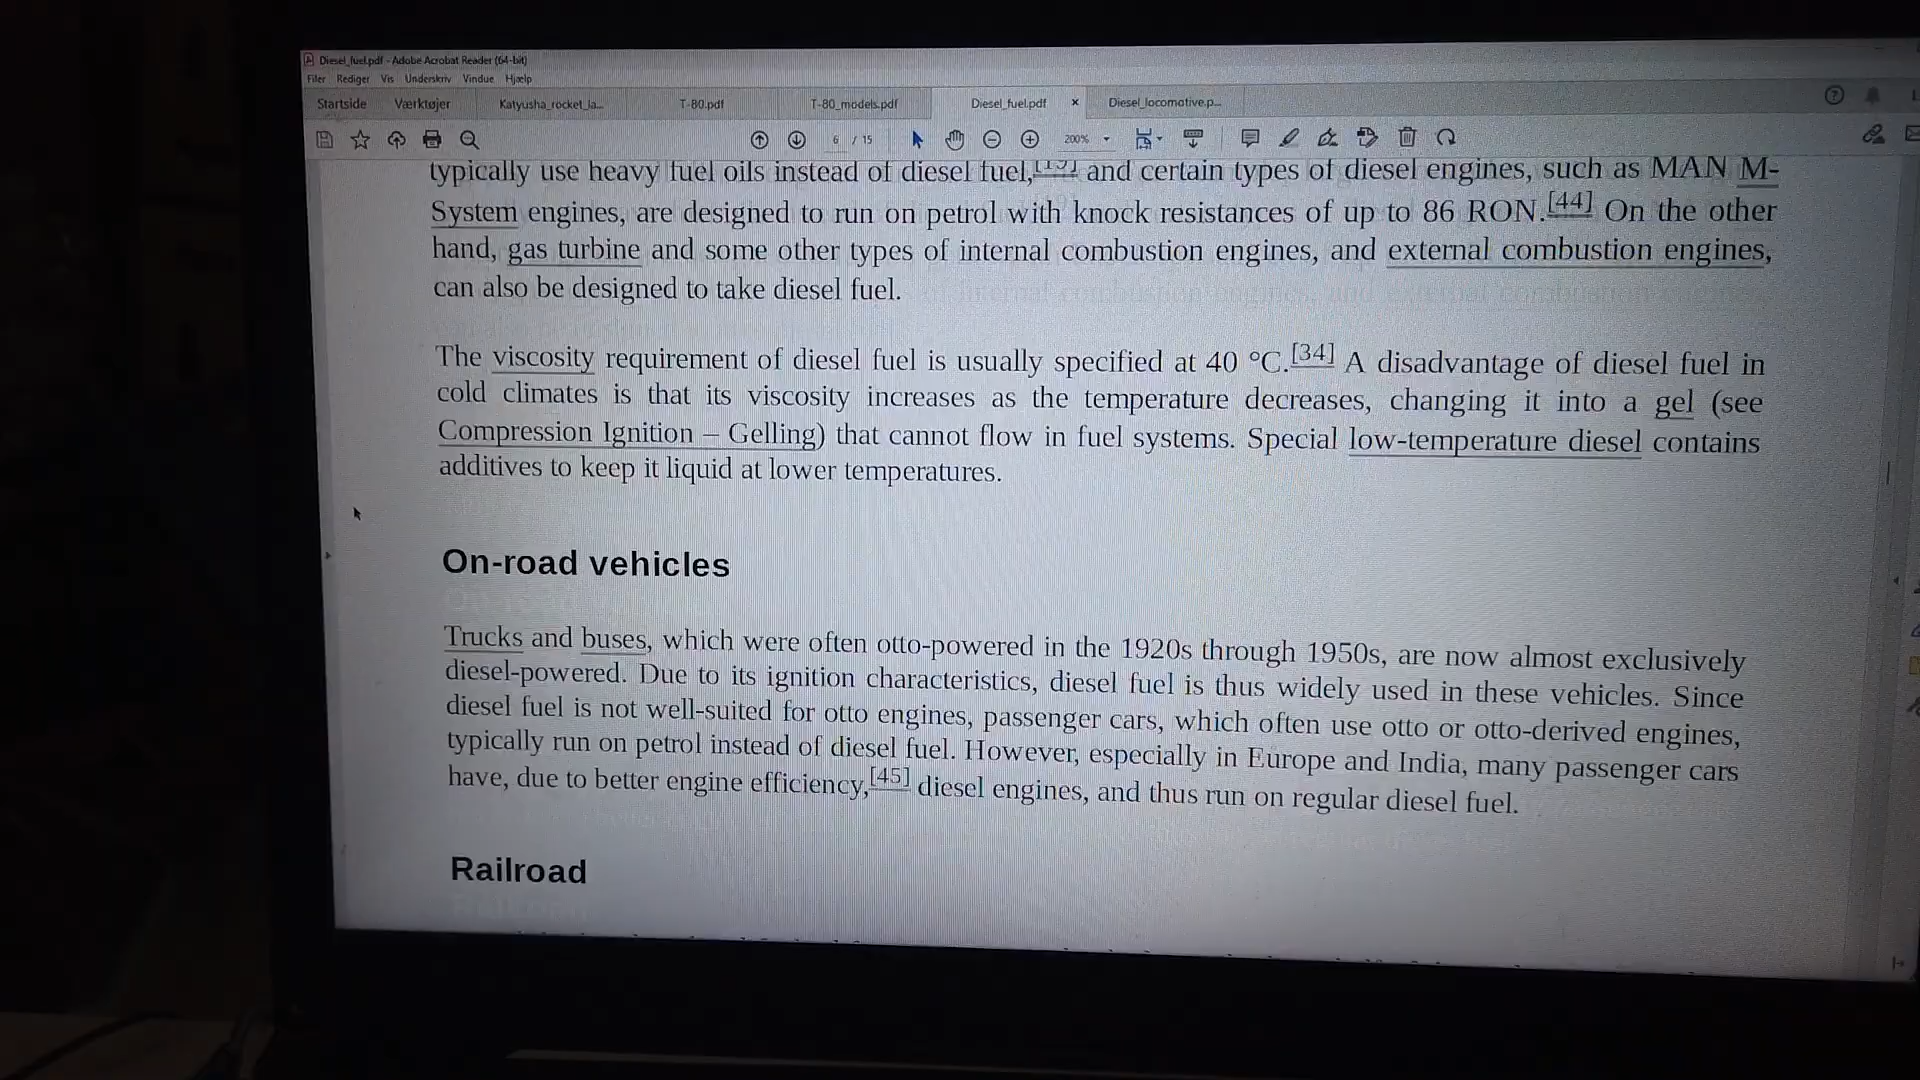 Diesel_fuel.pdf - Adobe Acrobat Reader (64-bit)
Filer Rediger Vis Underskriv Vindue Hjælp
Startside Værktøjer Katyusha_rocket_la... T-80.pdf T-80_models.pdf Diesel_fuel.pdf × Diesel_locomotive.p...
6 / 15 200%
typically use heavy fuel oils instead of diesel fuel, and certain types of diesel engines, such as MAN M-
System engines, are designed to run on petrol with knock resistances of up to 86 RON.[44] On the other
hand, gas turbine and some other types of internal combustion engines, and external combustion engines,
can also be designed to take diesel fuel.
The viscosity requirement of diesel fuel is usually specified at 40 °C.[34] A disadvantage of diesel fuel in
cold climates is that its viscosity increases as the temperature decreases, changing it into a gel (see
Compression Ignition – Gelling) that cannot flow in fuel systems. Special low-temperature diesel contains
additives to keep it liquid at lower temperatures.
On-road vehicles
Trucks and buses, which were often otto-powered in the 1920s through 1950s, are now almost exclusively
diesel-powered. Due to its ignition characteristics, diesel fuel is thus widely used in these vehicles. Since
diesel fuel is not well-suited for otto engines, passenger cars, which often use otto or otto-derived engines,
typically run on petrol instead of diesel fuel. However, especially in Europe and India, many passenger cars
have, due to better engine efficiency,[45] diesel engines, and thus run on regular diesel fuel.
Railroad